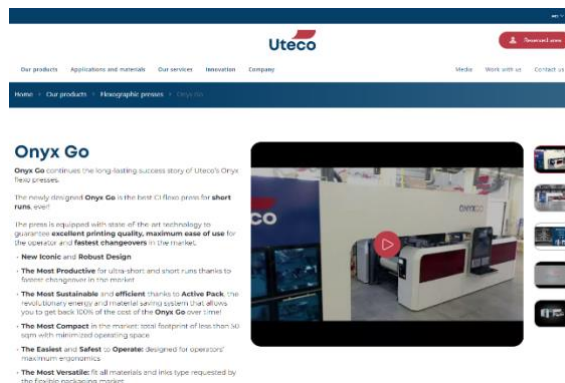 en
Uteco
Reserved area
Our products Applications and materials Our services Innovation Company Media Work with us Contact us
Home Our products Flexographic presses Onyx Go
Onyx Go
Onyx Go continues the long-lasting success story of Uteco's Onyx
flexo presses.
The newly designed Onyx Go is the best CI flexo press for short
runs, ever!
The press is equipped with state-of-the-art technology to
guarantee excellent printing quality, maximum ease of use for
the operator and fastest changeovers in the market.
- New Iconic and Robust Design
- The Most Productive for ultra-short and short runs thanks to
fastest changeover in the market
- The Most Sustainable and efficient thanks to Active Pack, the
revolutionary energy and material saving system that allows
you to get back 100% of the cost of the Onyx Go over time!
- The Most Compact in the market: total footprint of less than 50
sqm with minimized operating space
- The Easiest and Safest to Operate: designed for operators'
maximum ergonomics
- The Most Versatile: fit all materials and inks type requested by
the flexible packaging market
CO
ONYXGO